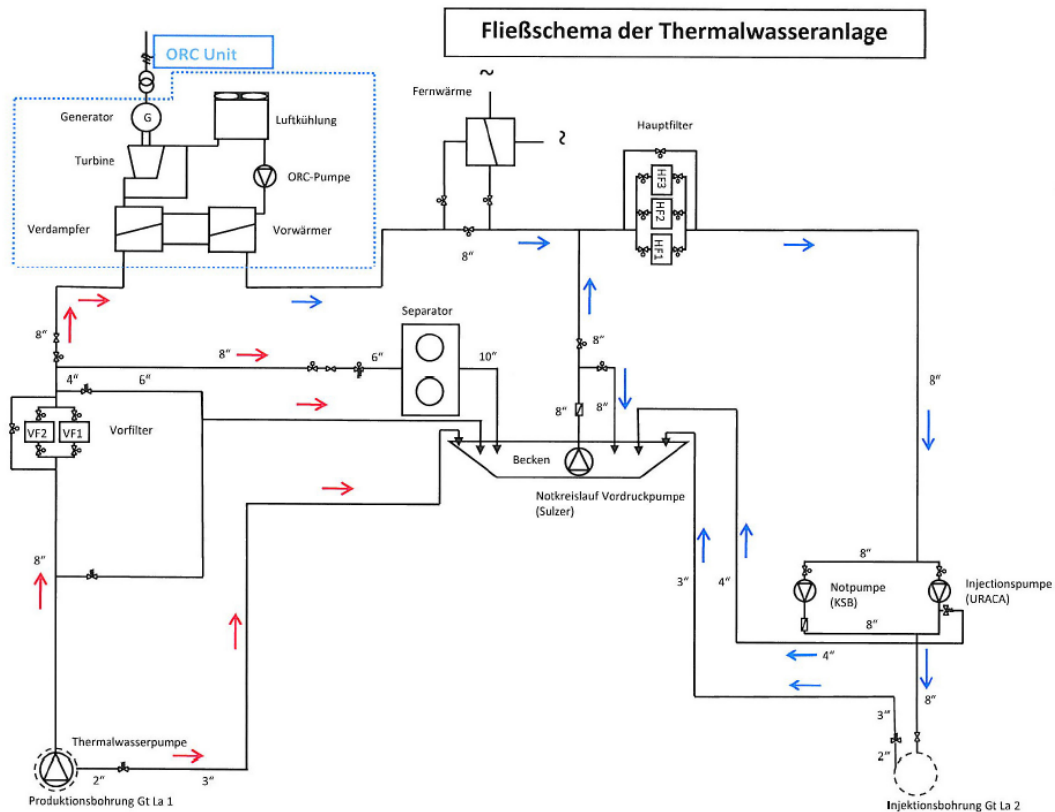 Fließschema der Thermalwasseranlage
ORC Unit
Fernwärme
Generator
G
Luftkühlung
Hauptfilter
Turbine
ORC-Pumpe
HF3
HF2
HF1
Verdampfer
Vorwärmer
8“
Separator
8“
8“
6“
10“
8“
4“
6“
8“
8“
8“
VF2
VF1
Vorfilter
Becken
Notkreislauf Vordruckpumpe
(Sulzer)
8“
8“
3“
4“
Notpumpe
(KSB)
Injectionspumpe
(URACA)
8“
4“
Thermalwasserpumpe
3“
8“
2“
3“
2“
Produktionsbohrung Gt La 1
Injektionsbohrung Gt La 2